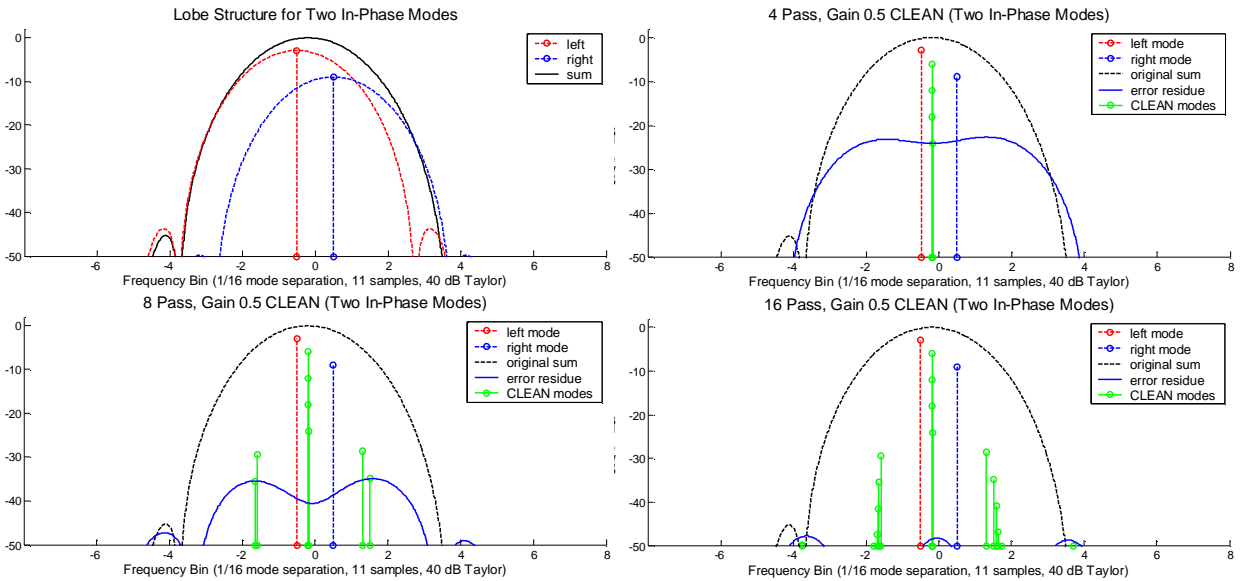 Lobe Structure for Two In-Phase Modes
0
-10
-20
-30
-40
-50
-6
-4
-2
0
2
4
6
8
left
right
sum
Frequency Bin (1/16 mode separation, 11 samples, 40 dB Taylor)
4 Pass, Gain 0.5 CLEAN (Two In-Phase Modes)
0
-10
-20
-30
-40
-50
-6
-4
-2
0
2
4
6
8
left mode
right mode
original sum
error residue
CLEAN modes
Frequency Bin (1/16 mode separation, 11 samples, 40 dB Taylor)
8 Pass, Gain 0.5 CLEAN (Two In-Phase Modes)
0
-10
-20
-30
-40
-50
-6
-4
-2
0
2
4
6
8
left mode
right mode
original sum
error residue
CLEAN modes
Frequency Bin (1/16 mode separation, 11 samples, 40 dB Taylor)
16 Pass, Gain 0.5 CLEAN (Two In-Phase Modes)
0
-10
-20
-30
-40
-50
-6
-4
-2
0
2
4
6
8
left mode
right mode
original sum
error residue
CLEAN modes
Frequency Bin (1/16 mode separation, 11 samples, 40 dB Taylor)